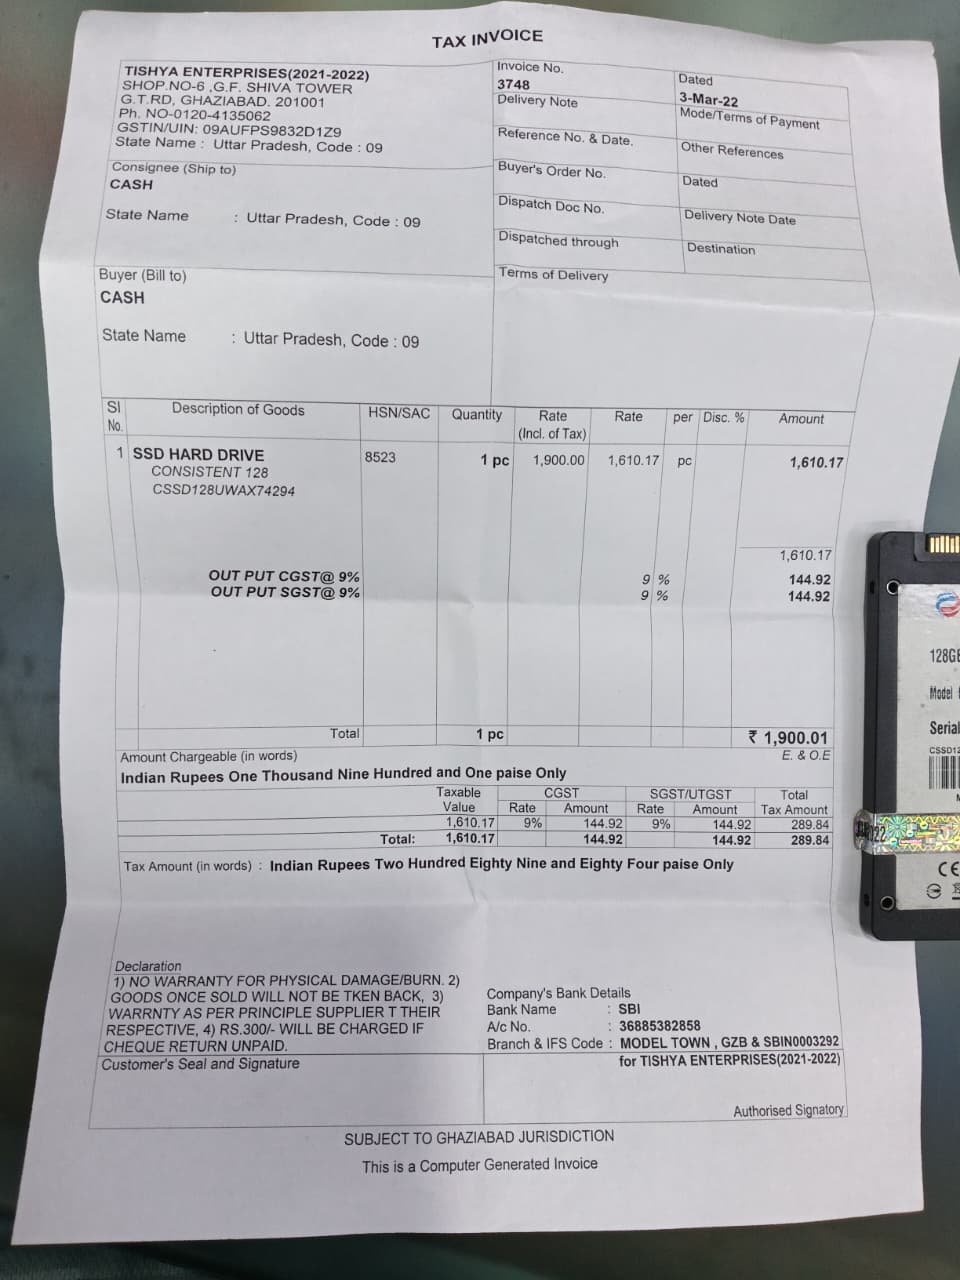 TAX INVOICE
TISHYA ENTERPRISES(2021-2022)
SHOP.NO-6 ,G.F. SHIVA TOWER
G.T.RD, GHAZIABAD. 201001
Ph. NO-0120-4135062
GSTIN/UIN: 09AUFPS9832D1Z9
State Name : Uttar Pradesh, Code : 09
Invoice No.
3748
Dated
3-Mar-22
Delivery Note
Mode/Terms of Payment
Reference No. & Date.
Other References
Buyer's Order No.
Dated
Dispatch Doc No.
Delivery Note Date
Dispatched through
Destination
Terms of Delivery
Consignee (Ship to)
CASH
State Name : Uttar Pradesh, Code : 09
Buyer (Bill to)
CASH
State Name : Uttar Pradesh, Code : 09
Sl No. Description of Goods HSN/SAC Quantity Rate (Incl. of Tax) Rate per Disc. % Amount
1 SSD HARD DRIVE 8523 1 pc 1,900.00 1,610.17 pc 1,610.17
CONSISTENT 128
CSSD128UWAX74294
1,610.17
OUT PUT CGST@ 9% 9 % 144.92
OUT PUT SGST@ 9% 9 % 144.92
Total 1 pc ₹ 1,900.01
Amount Chargeable (in words) E. & O.E
Indian Rupees One Thousand Nine Hundred and One paise Only
Taxable Value CGST SGST/UTGST Total Tax Amount
Rate Amount Rate Amount
1,610.17 9% 144.92 9% 144.92 289.84
Total: 1,610.17 144.92 144.92 289.84
Tax Amount (in words) : Indian Rupees Two Hundred Eighty Nine and Eighty Four paise Only
Declaration
1) NO WARRANTY FOR PHYSICAL DAMAGE/BURN. 2)
GOODS ONCE SOLD WILL NOT BE TKEN BACK, 3)
WARRNTY AS PER PRINCIPLE SUPPLIER T THEIR
RESPECTIVE, 4) RS.300/- WILL BE CHARGED IF
CHEQUE RETURN UNPAID.
Company's Bank Details
Bank Name : SBI
A/c No. : 36885382858
Branch & IFS Code : MODEL TOWN , GZB & SBIN0003292
Customer's Seal and Signature
for TISHYA ENTERPRISES(2021-2022)
Authorised Signatory
SUBJECT TO GHAZIABAD JURISDICTION
This is a Computer Generated Invoice
128GB
Model
Serial
CSSD12
CE